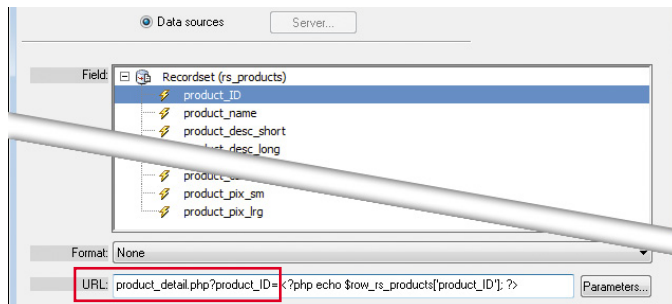 Data sources
Server...
Field:
Recordset (rs_products)
product_ID
product_name
product_desc_short
product_desc_long
product_pix_sm
product_pix_lrg
Format: None
URL: product_detail.php?product_ID= <?php echo $row_rs_products['product_ID']; ?> Parameters...